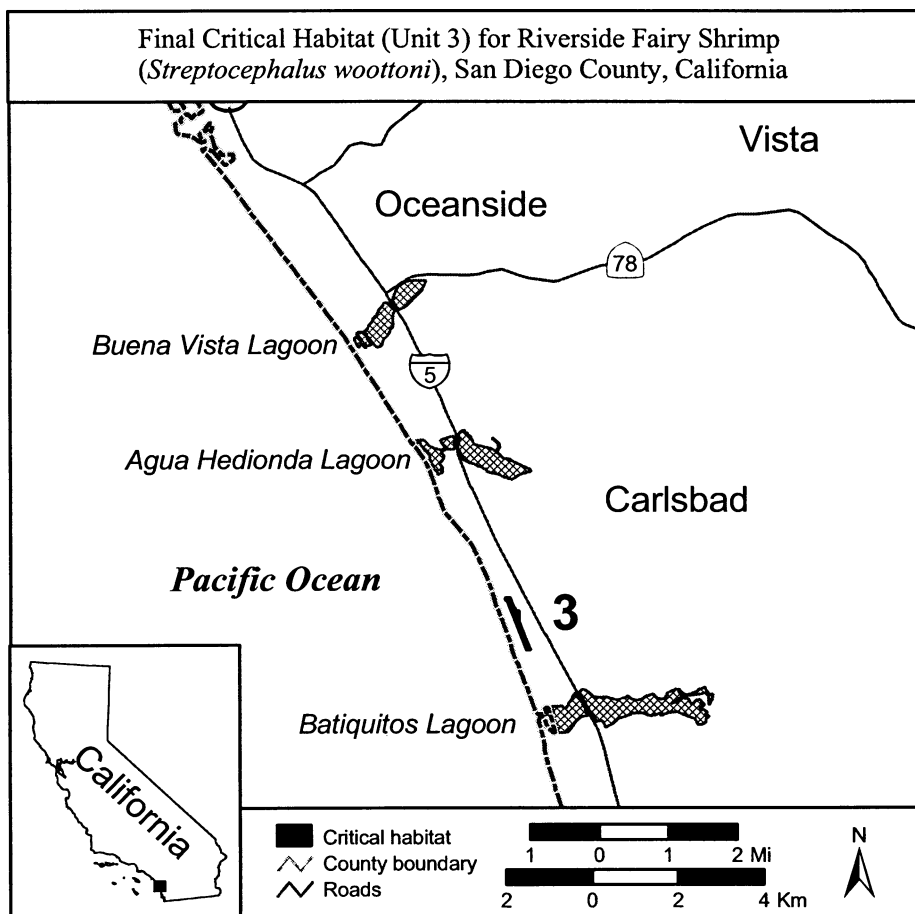 Final Critical Habitat (Unit 3) for Riverside Fairy Shrimp
(Streptocephalus woottoni), San Diego County, California
Vista
Oceanside
78
Buena Vista Lagoon
5
Agua Hedionda Lagoon
Carlsbad
Pacific Ocean
3
Batiquitos Lagoon
California
Critical habitat
County boundary
Roads
1 0 1 2 Mi
2 0 2 4 Km
N